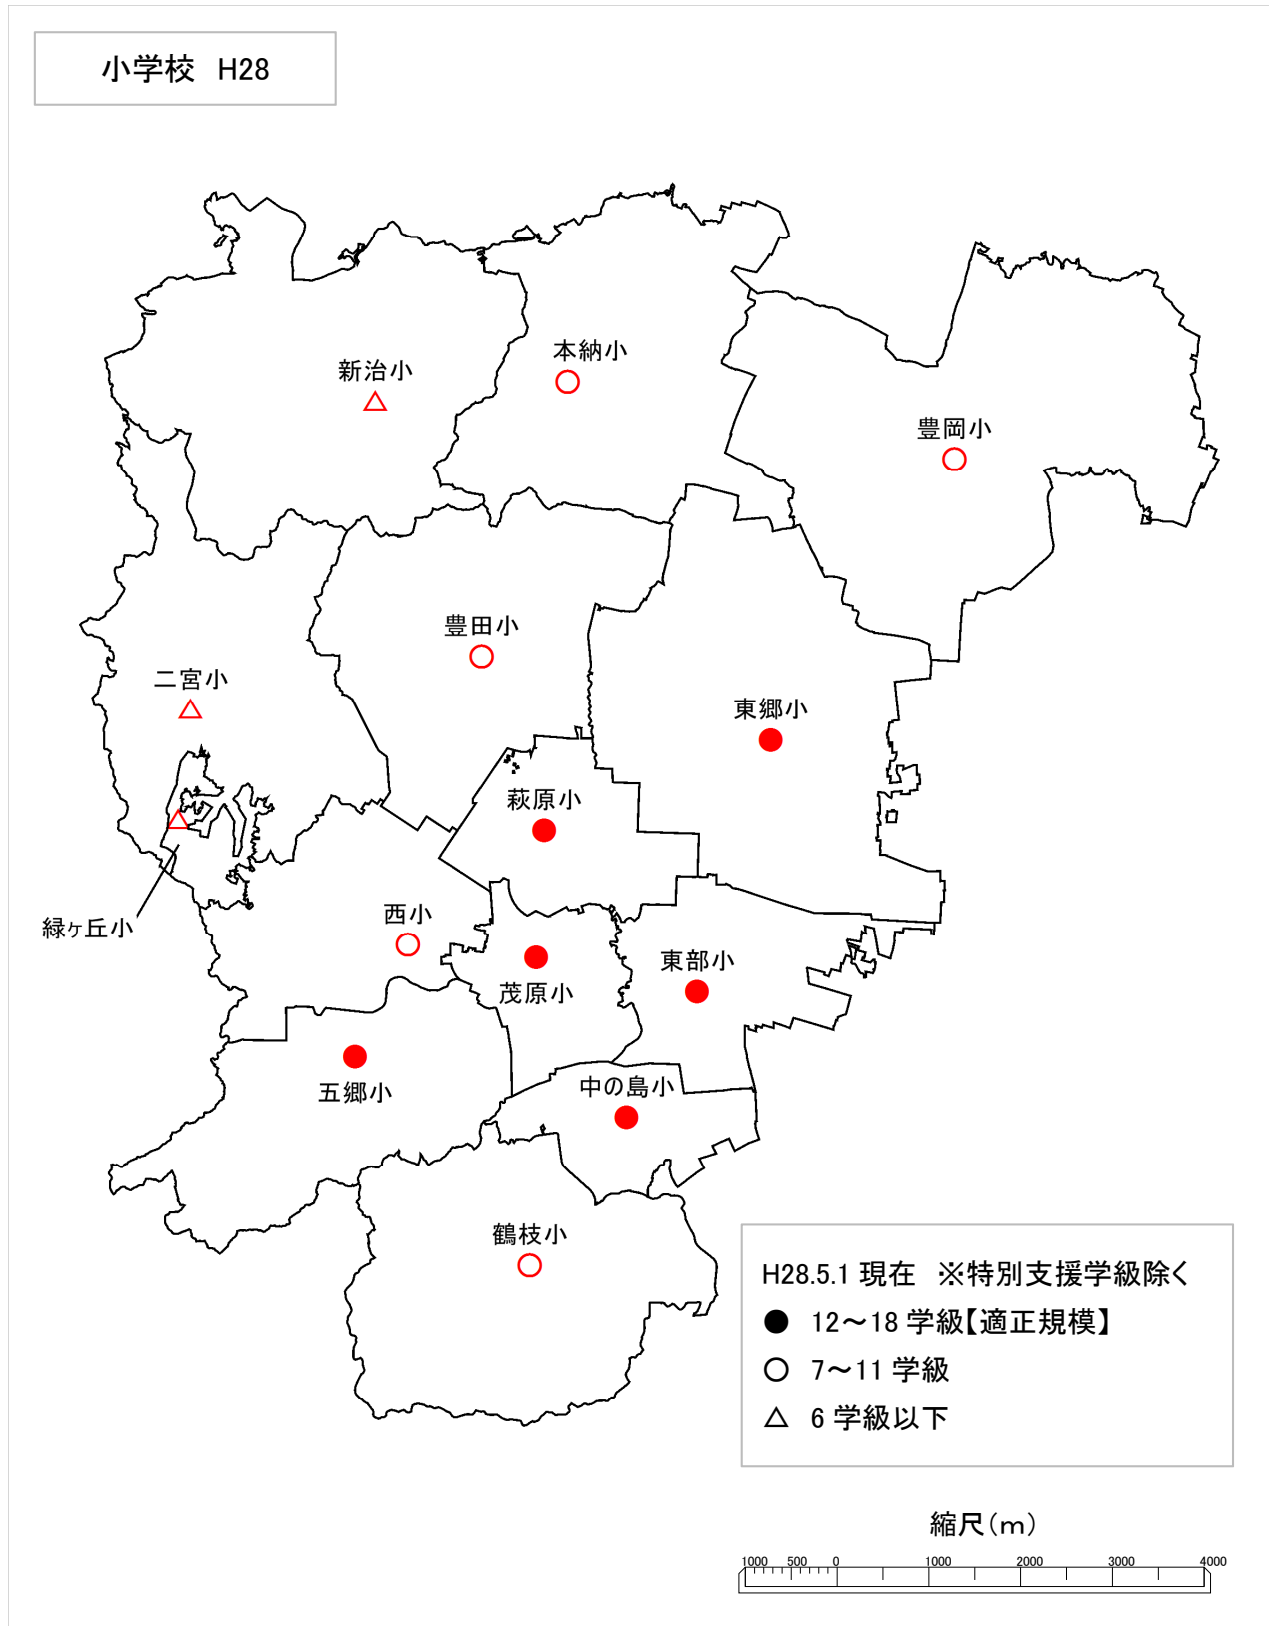 小学校 H28
本納小
新治小
豊岡小
豊田小
二宮小
東郷小
萩原小
西小
緑ヶ丘小
東部小
茂原小
中の島小
五郷小
鶴枝小
H28.5.1 現在 ※特別支援学級除く
● 12～18 学級【適正規模】
○ 7～11 学級
△ 6 学級以下
縮尺(m)
1000 500 0 1000 2000 3000 4000